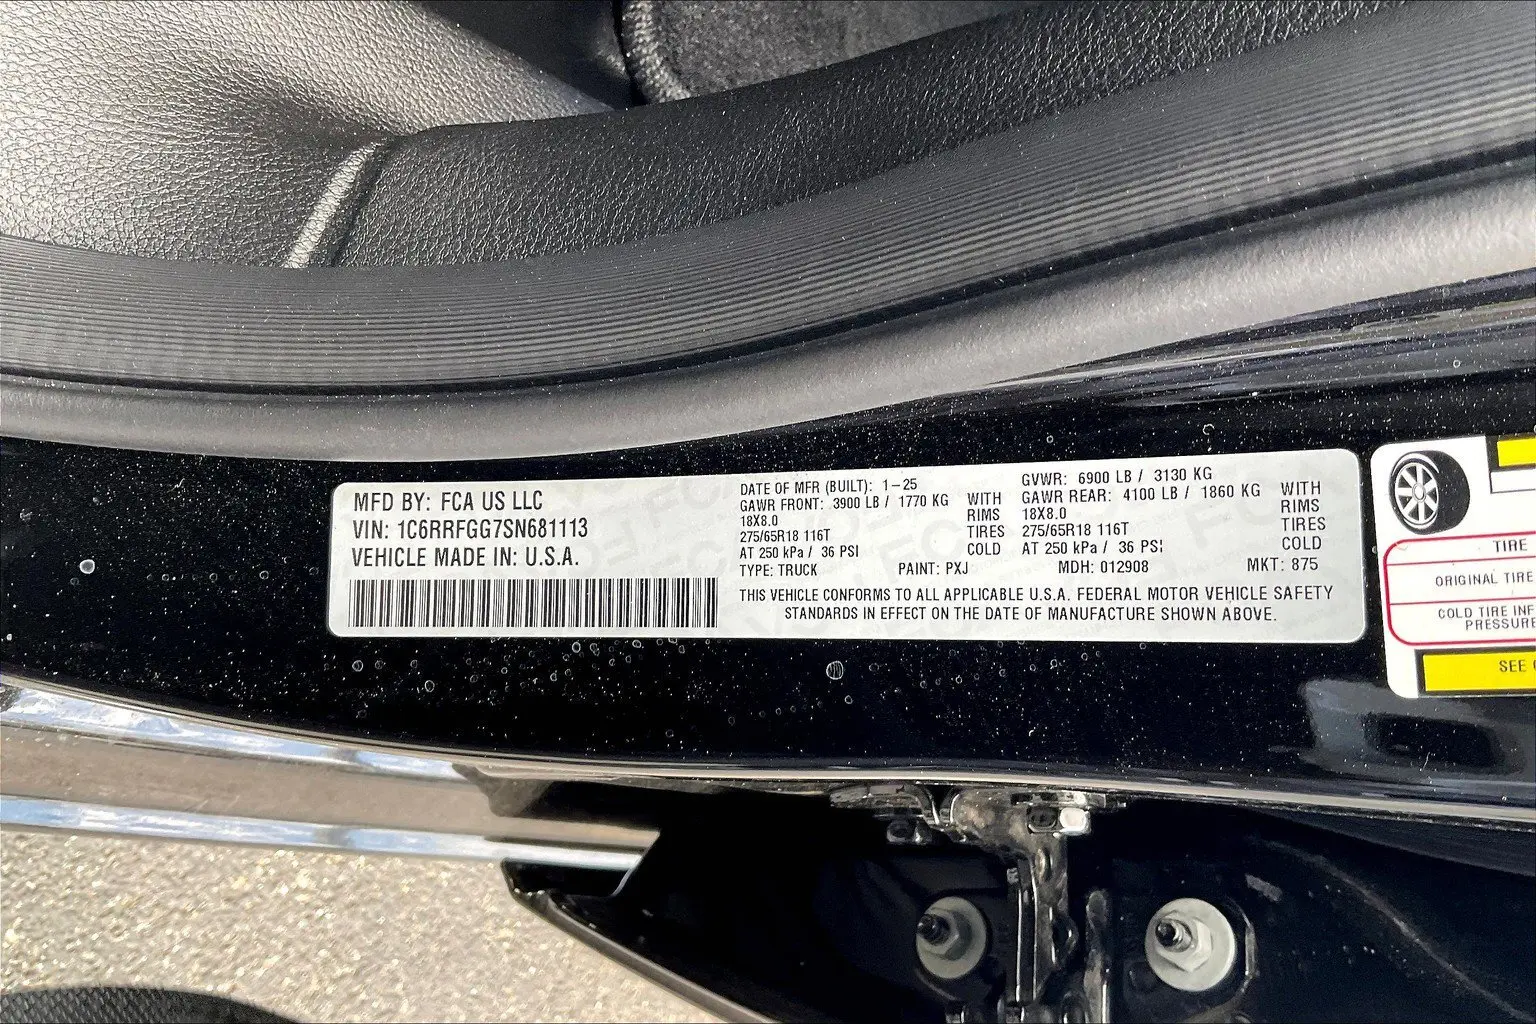 MFD BY: FCA US LLC
VIN: 1C6RRFGG7SN681113
VEHICLE MADE IN: U.S.A.
DATE OF MFR (BUILT): 1-25
GAWR FRONT: 3900 LB / 1770 KG WITH
18X8.0 RIMS
275/65R18 116T TIRES
AT 250 kPa / 36 PSI COLD
GVWR: 6900 LB / 3130 KG
GAWR REAR: 4100 LB / 1860 KG WITH
18X8.0 RIMS
275/65R18 116T TIRES
AT 250 kPa / 36 PSI COLD
TYPE: TRUCK PAINT: PXJ MDH: 012908 MKT: 875
THIS VEHICLE CONFORMS TO ALL APPLICABLE U.S.A. FEDERAL MOTOR VEHICLE SAFETY
STANDARDS IN EFFECT ON THE DATE OF MANUFACTURE SHOWN ABOVE.
TIRE
ORIGINAL TIRE
COLD TIRE INF
PRESSURE
SEE